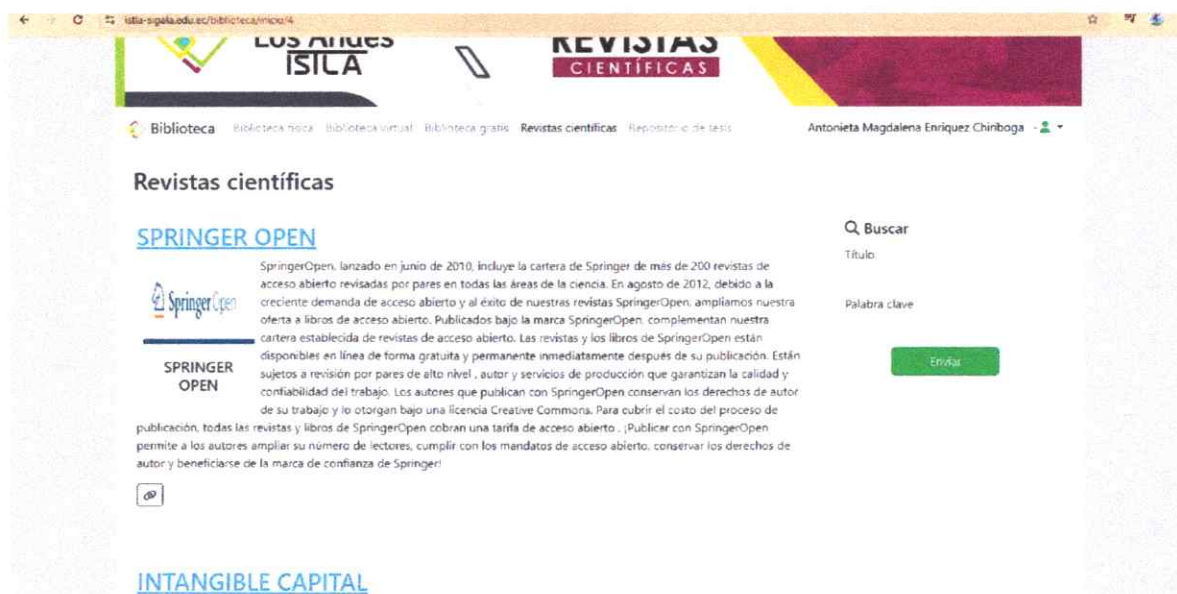 istla-sigala.edu.ec/biblioteca/inicio/4
Los Andes
ISTLA
REVISTAS
CIENTÍFICAS
Biblioteca Biblioteca física Biblioteca virtual Biblioteca gratis Revistas científicas Repositorio de tesis Antonieta Magdalena Enriquez Chiriboga
Revistas científicas
SPRINGER OPEN
SpringerOpen, lanzado en junio de 2010, incluye la cartera de Springer de más de 200 revistas de
acceso abierto revisadas por pares en todas las áreas de la ciencia. En agosto de 2012, debido a la
creciente demanda de acceso abierto y al éxito de nuestras revistas SpringerOpen, ampliamos nuestra
oferta a libros de acceso abierto. Publicados bajo la marca SpringerOpen, complementan nuestra
cartera establecida de revistas de acceso abierto. Las revistas y los libros de SpringerOpen están
disponibles en línea de forma gratuita y permanente inmediatamente después de su publicación. Están
sujetos a revisión por pares de alto nivel , autor y servicios de producción que garantizan la calidad y
confiabilidad del trabajo. Los autores que publican con SpringerOpen conservan los derechos de autor
de su trabajo y lo otorgan bajo una licencia Creative Commons. Para cubrir el costo del proceso de
publicación, todas las revistas y libros de SpringerOpen cobran una tarifa de acceso abierto . ¡Publicar con SpringerOpen
permite a los autores ampliar su número de lectores, cumplir con los mandatos de acceso abierto, conservar los derechos de
autor y beneficiarse de la marca de confianza de Springer!
Springer Open
SPRINGER
OPEN
Buscar
Título
Palabra clave
Enviar
INTANGIBLE CAPITAL